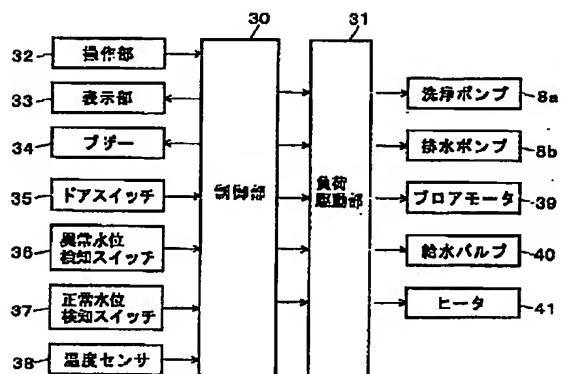 30
31
32
操作部
33
表示部
34
ブザー
35
ドアスイッチ
36
異常水位
検知スイッチ
37
正常水位
検知スイッチ
38
温度センサ
制御部
負荷
駆動部
洗浄ポンプ
8a
排水ポンプ
8b
ブロアモータ
39
給水バルブ
40
ヒータ
41